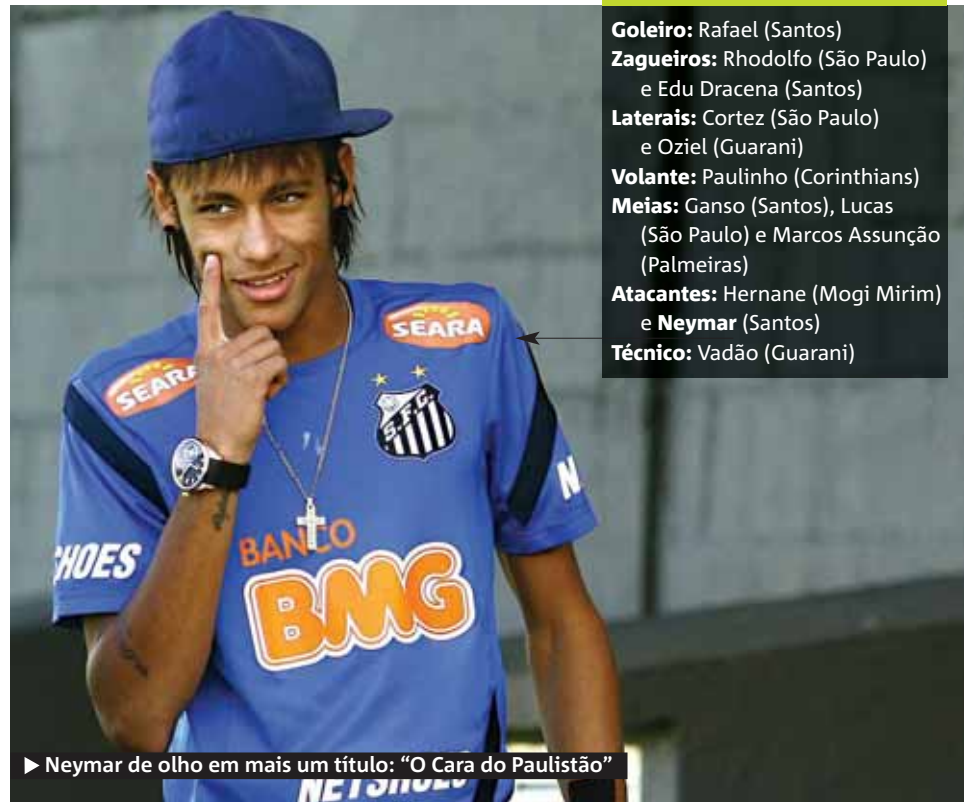 Goleiro: Rafael (Santos)
Zagueiros: Rhodolfo (São Paulo)
e Edu Dracena (Santos)
Laterais: Cortez (São Paulo)
e Oziel (Guarani)
Volante: Paulinho (Corinthians)
Meias: Ganso (Santos), Lucas
(São Paulo) e Marcos Assunção
(Palmeiras)
Atacantes: Hernane (Mogi Mirim)
e Neymar (Santos)
Técnico: Vadão (Guarani)
SEARA
SEARA
S.F.C.
HOES
N
BANCO
BMG
▶ Neymar de olho em mais um título: “O Cara do Paulistão”
NETSHOES